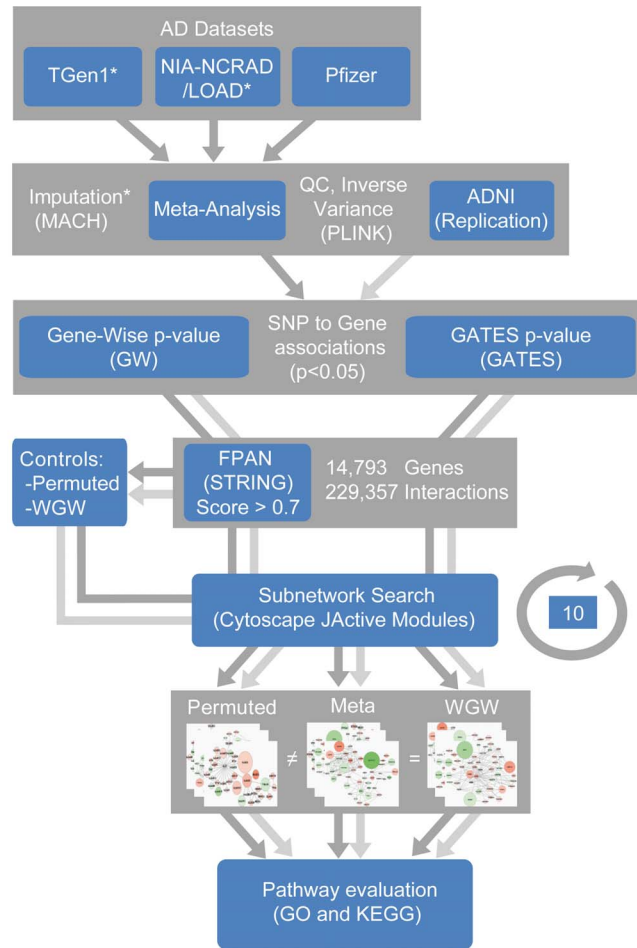 AD Datasets
TGen1*
NIA-NCRAD
/LOAD*
Pfizer
Imputation*
(MACH)
Meta-Analysis
QC, Inverse
Variance
(PLINK)
ADNI
(Replication)
Gene-Wise p-value
(GW)
SNP to Gene
associations
(p<0.05)
GATES p-value
(GATES)
Controls:
-Permuted
-WGW
FPAN
(STRING)
Score > 0.7
14,793 Genes
229,357 Interactions
Subnetwork Search
(Cytoscape JActive Modules)
10
Permuted
Meta
WGW
≠
=
Pathway evaluation
(GO and KEGG)